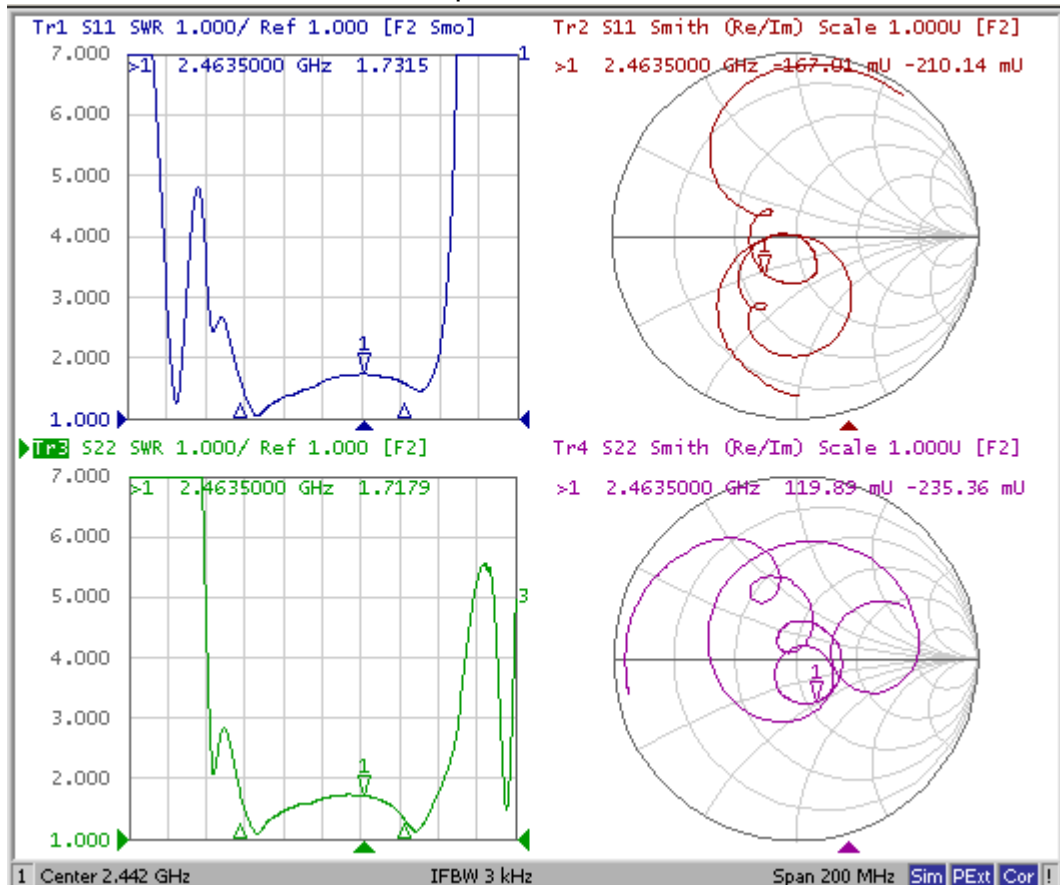 Tr1 S11 SWR 1.000/ Ref 1.000 [F2 Smo]
7.000
>1 2.4635000 GHz 1.7315
1
6.000
5.000
4.000
3.000
2.000
1
1.000
Tr2 S11 Smith (Re/Im) Scale 1.000U [F2]
>1 2.4635000 GHz -167.01 mU -210.14 mU
1
Tr3 S22 SWR 1.000/ Ref 1.000 [F2]
7.000
>1 2.4635000 GHz 1.7179
6.000
5.000
3
4.000
3.000
2.000
1
1.000
Tr4 S22 Smith (Re/Im) Scale 1.000U [F2]
>1 2.4635000 GHz 119.89 mU -235.36 mU
1
1 Center 2.442 GHz IFBW 3 kHz Span 200 MHz Sim PExt Cor !